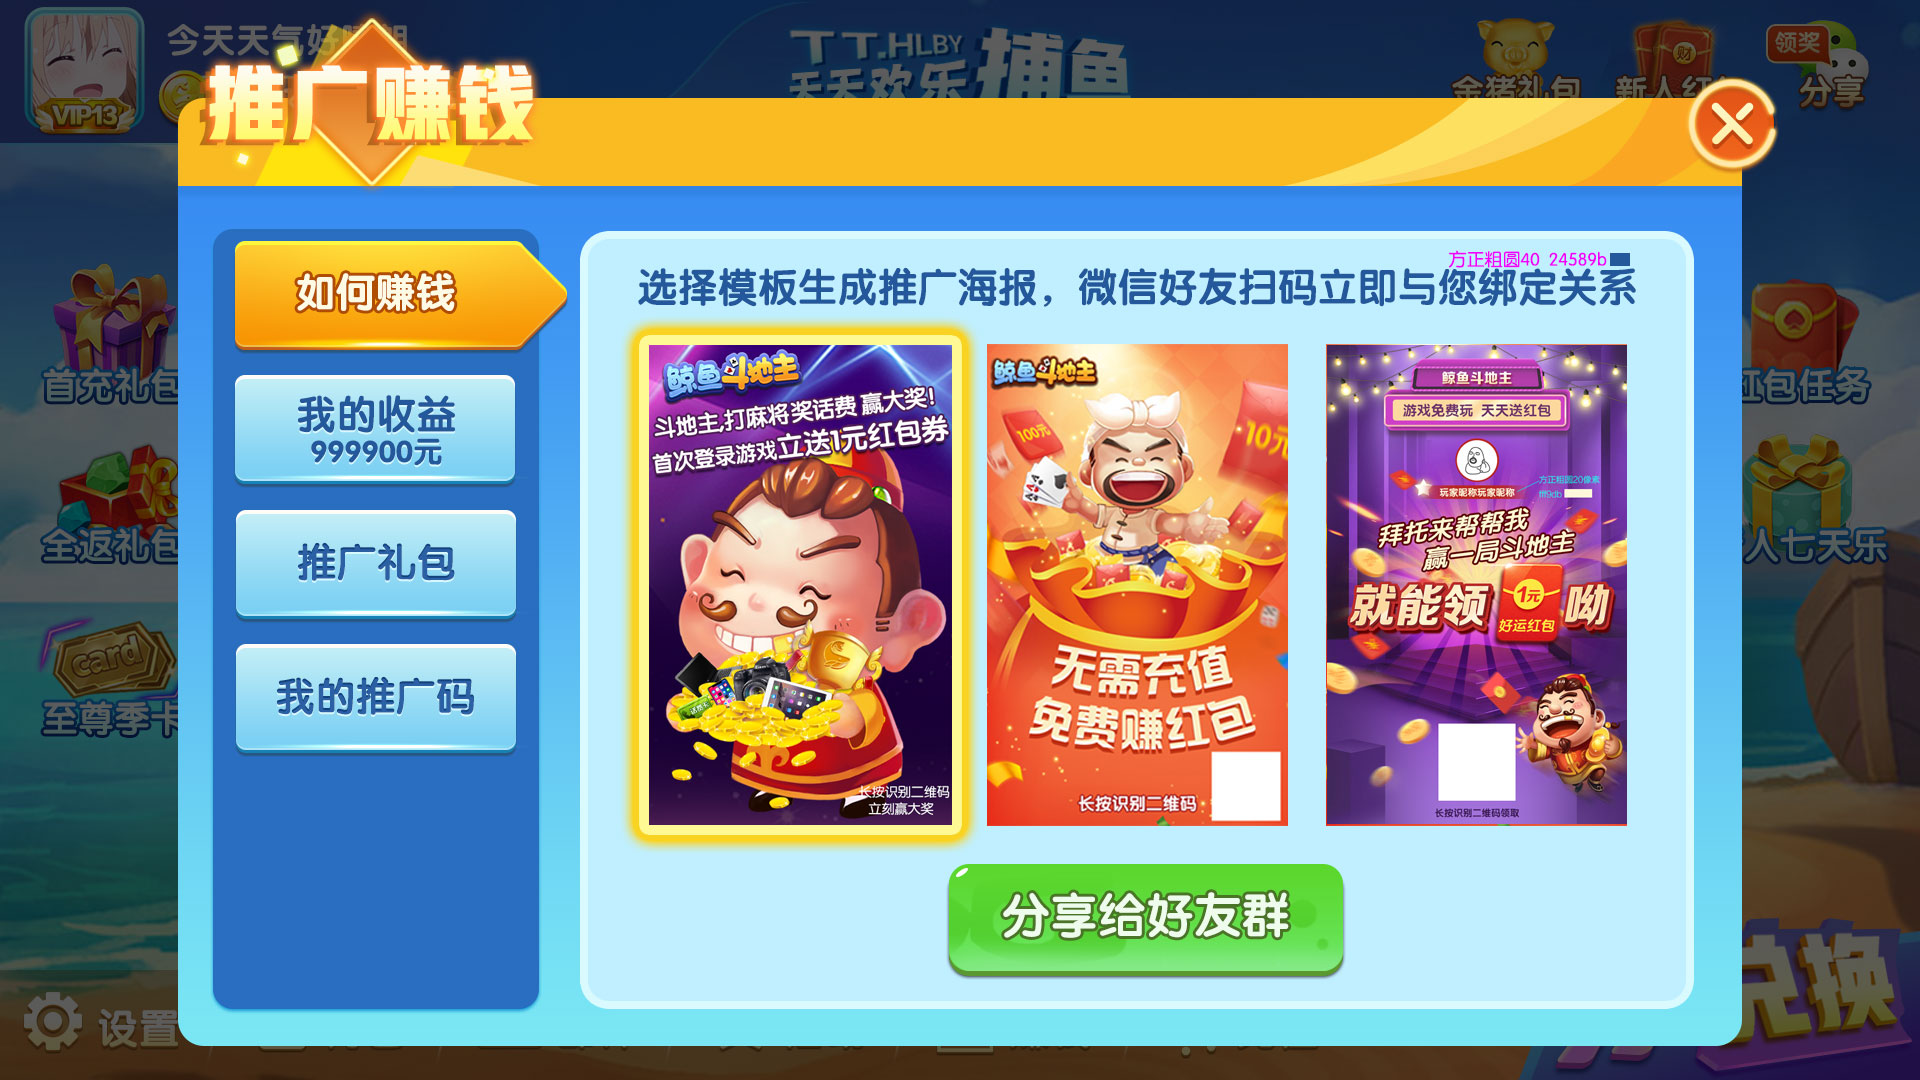 今天天气好
VIP13
TT.HLBY
天天欢乐捕鱼
金猪礼包
新人红
领奖
分享
推广赚钱
首充礼包
全返礼包
card
至尊季卡
设置
如何赚钱
我的收益
999900元
推广礼包
我的推广码
方正粗圆40 24589b
选择模板生成推广海报，微信好友扫码立即与您绑定关系
鲸鱼斗地主
斗地主,打麻将 奖话费 赢大奖!
首次登录游戏立送1元红包券
长按识别二维码
立刻赢大奖
鲸鱼斗地主
100元
10元
无需充值
免费赚红包
长按识别二维码
鲸鱼斗地主
游戏免费玩 天天送红包
方正粗圆20像素
fff9db
玩家昵称玩家昵称
拜托来帮帮我
赢一局斗地主
就能领
1元
好运红包
呦
长按识别二维码领取
分享给好友群
红包任务
人七天乐
兑换